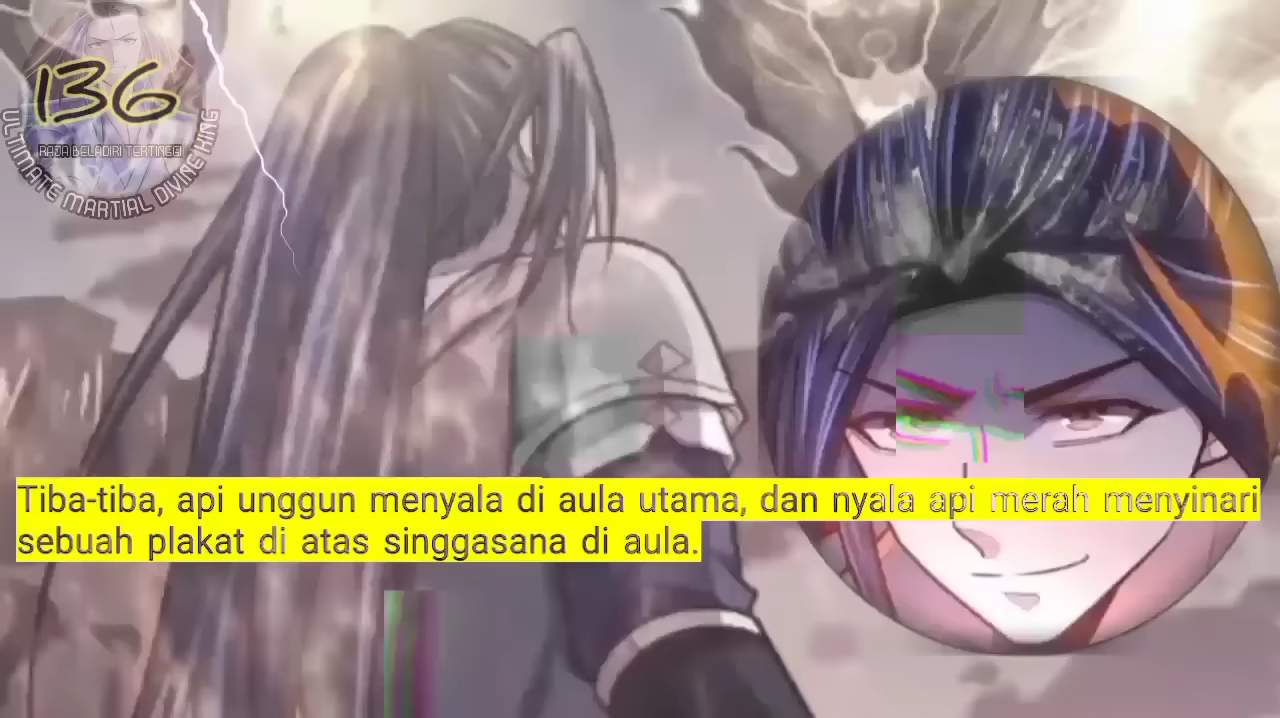 136
RAJA BELADIRI TERTINGGI
ULTIMATE MARTIAL DIVINE KING
Tiba-tiba, api unggun menyala di aula utama, dan nyala api merah menyinari
sebuah plakat di atas singgasana di aula.